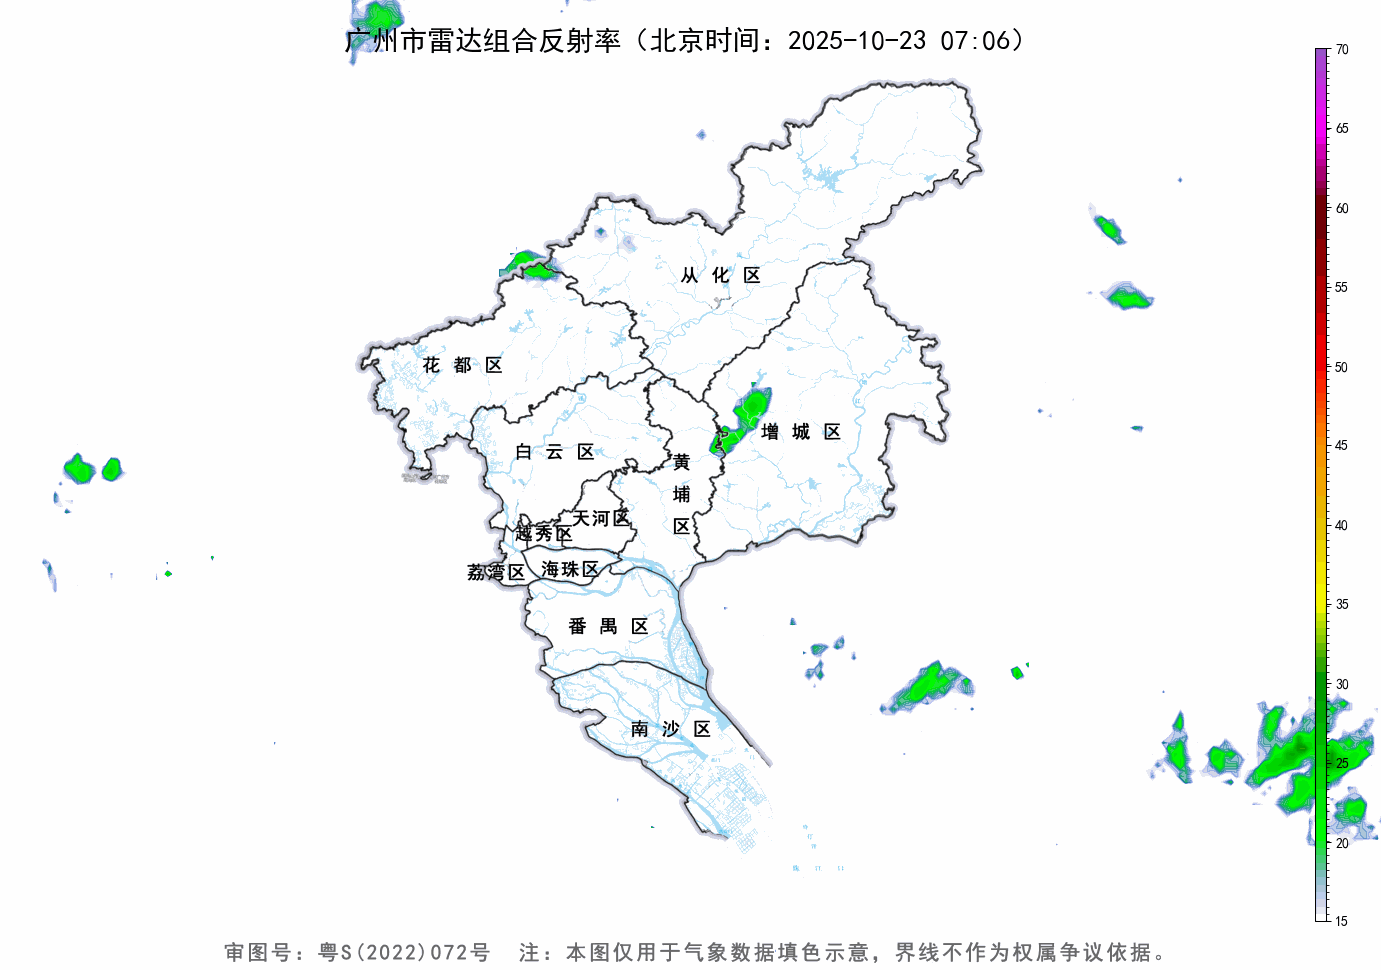 广州市雷达组合反射率（北京时间：2025-10-23 07:06）
70
65
60
55
50
45
40
35
30
25
20
15
从化区
花都区
增城区
白云区
黄埔区
天河区
越秀区
荔湾区
海珠区
番禺区
南沙区
审图号：粤S(2022)072号 注：本图仅用于气象数据填色示意，界线不作为权属争议依据。